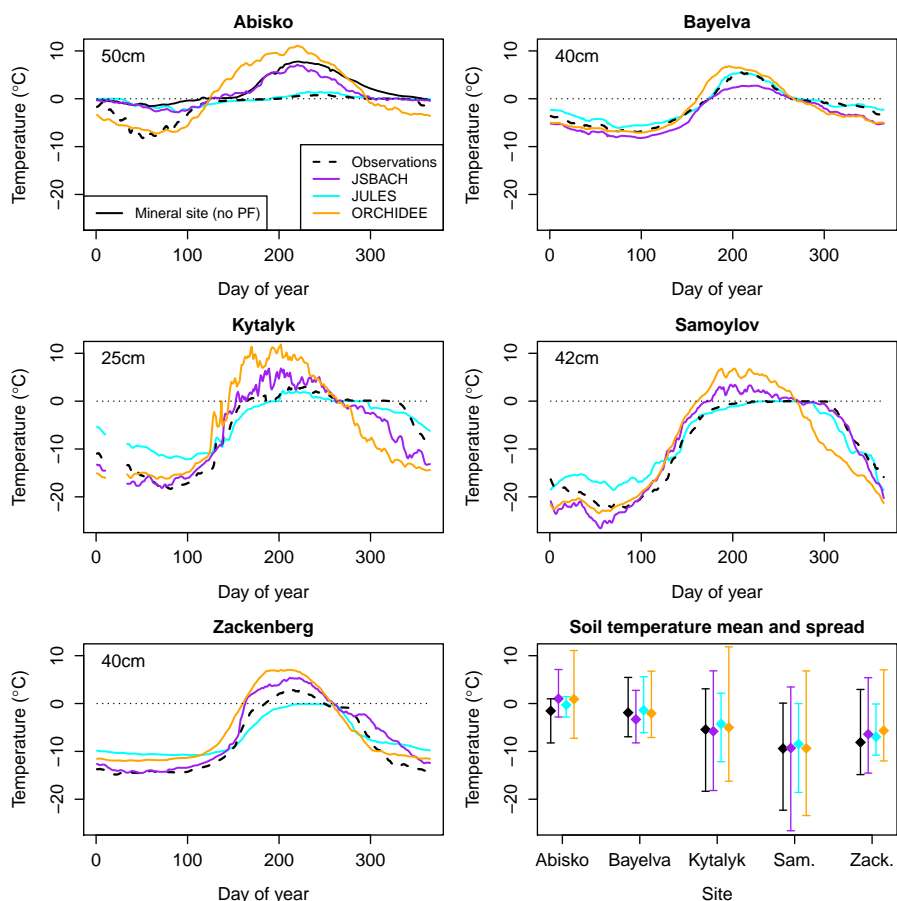 Abisko
50cm
Temperature (°C)
10
0
−10
−20
Observations
JSBACH
JULES
ORCHIDEE
Mineral site (no PF)
0
100
200
300
Day of year
Bayelva
40cm
Temperature (°C)
10
0
−10
−20
0
100
200
300
Day of year
Kytalyk
25cm
Temperature (°C)
10
0
−10
−20
0
100
200
300
Day of year
Samoylov
42cm
Temperature (°C)
10
0
−10
−20
0
100
200
300
Day of year
Zackenberg
40cm
Temperature (°C)
10
0
−10
−20
0
100
200
300
Day of year
Soil temperature mean and spread
Temperature (°C)
10
0
−10
−20
Abisko
Bayelva
Kytalyk
Sam.
Zack.
Site